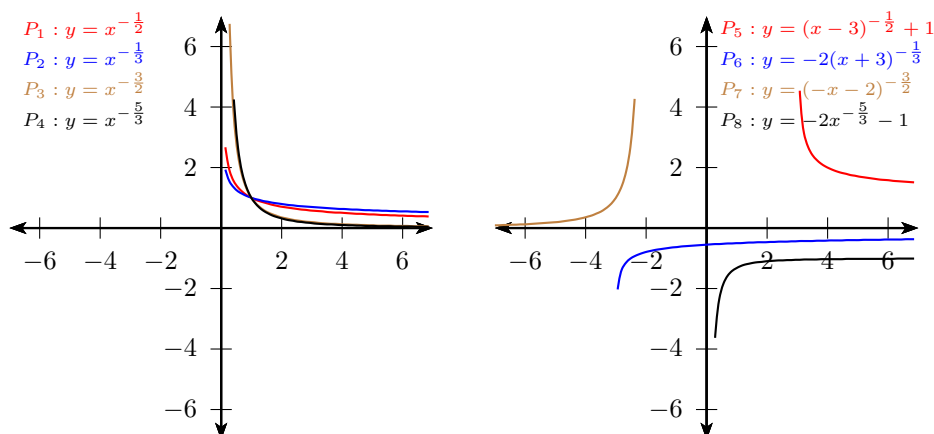 P₁ : y = x^{-1/2}
P₂ : y = x^{-1/3}
P₃ : y = x^{-3/2}
P₄ : y = x^{-5/3}
6
4
2
−6 −4 −2 2 4 6
−2
−4
−6
P₅ : y = (x − 3)^{-1/2} + 1
P₆ : y = −2(x + 3)^{-1/3}
P₇ : y = (−x − 2)^{-3/2}
P₈ : y = −2x^{-5/3} − 1
6
4
2
−6 −4 −2 2 4 6
−2
−4
−6